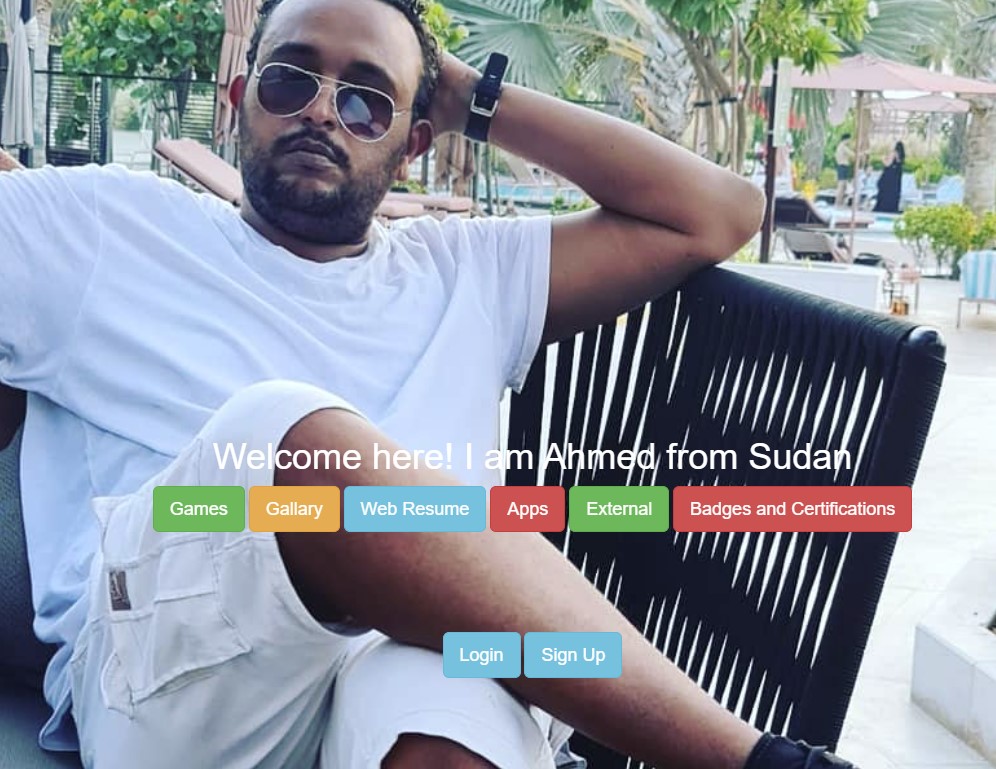 Welcome here! I am Ahmed from Sudan
Games Gallary Web Resume Apps External Badges and Certifications
Login Sign Up